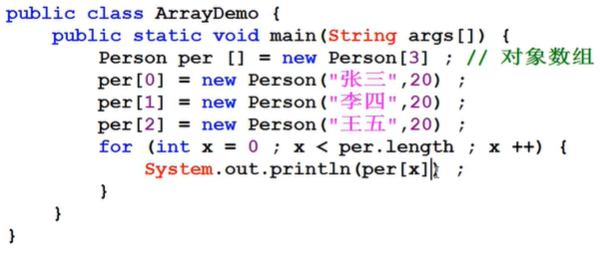 public class ArrayDemo {
public static void main(String args[]) {
Person per [] = new Person[3] ; // 对象数组
per[0] = new Person("张三",20) ;
per[1] = new Person("李四",20) ;
per[2] = new Person("王五",20) ;
for (int x = 0 ; x < per.length ; x ++) {
System.out.println(per[x]) ;
}
}
}